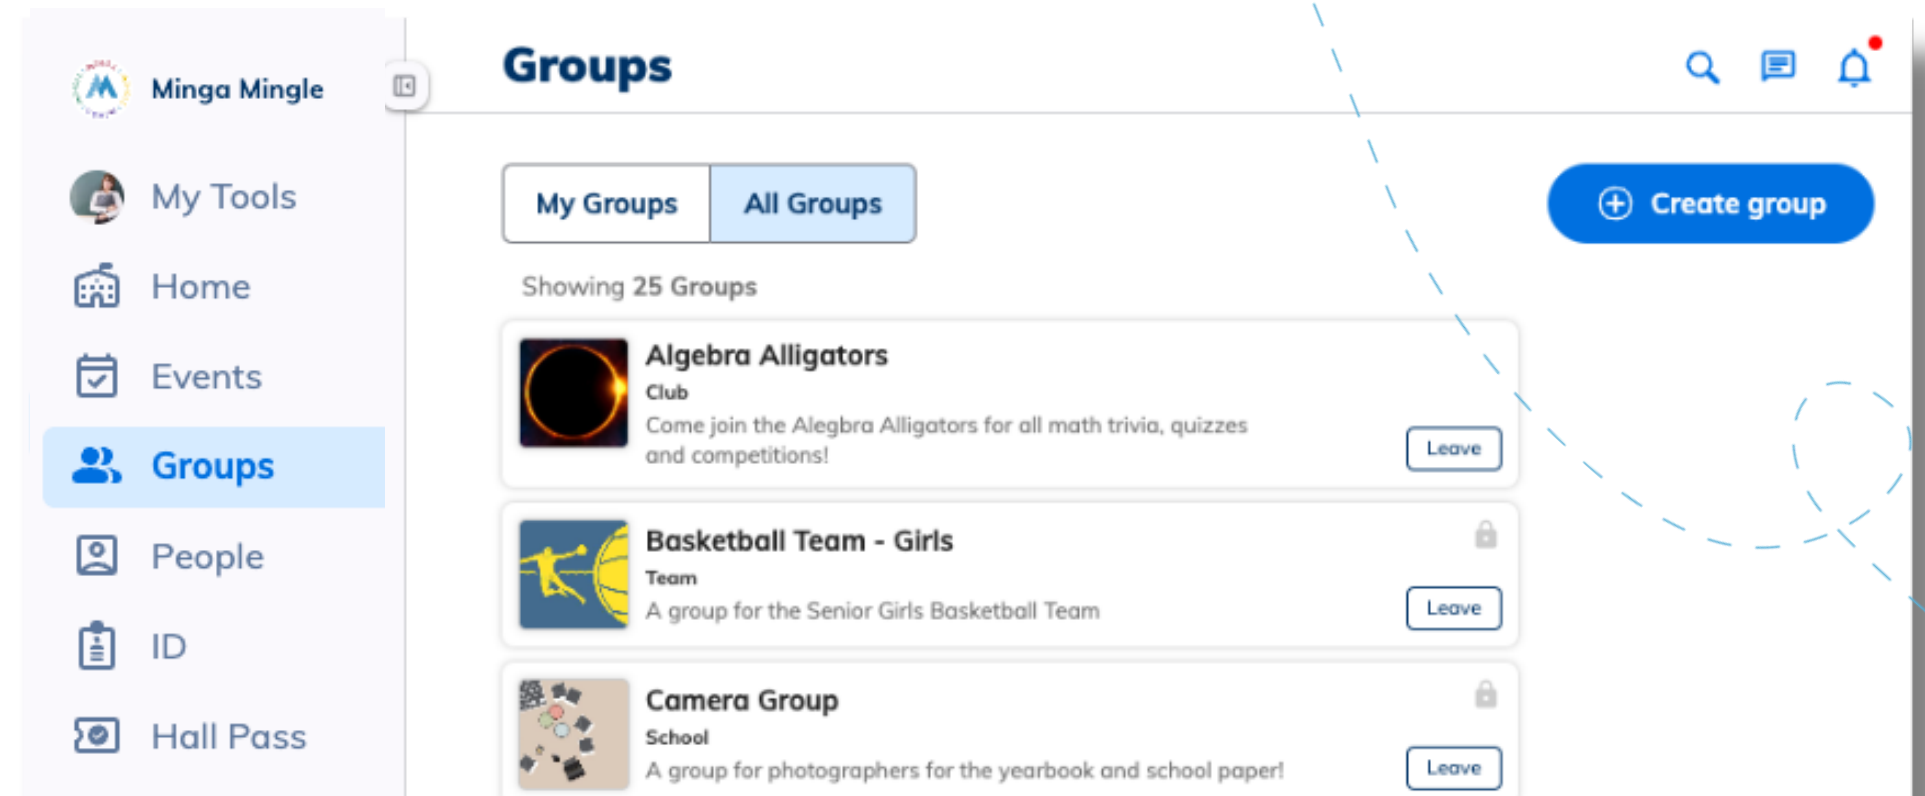 Minga Mingle
My Tools
Home
Events
Groups
People
ID
Hall Pass
Groups
My Groups
All Groups
Create group
Showing 25 Groups
Algebra Alligators
Club
Come join the Alegbra Alligators for all math trivia, quizzes
and competitions!
Leave
Basketball Team - Girls
Team
A group for the Senior Girls Basketball Team
Leave
Camera Group
School
A group for photographers for the yearbook and school paper!
Leave